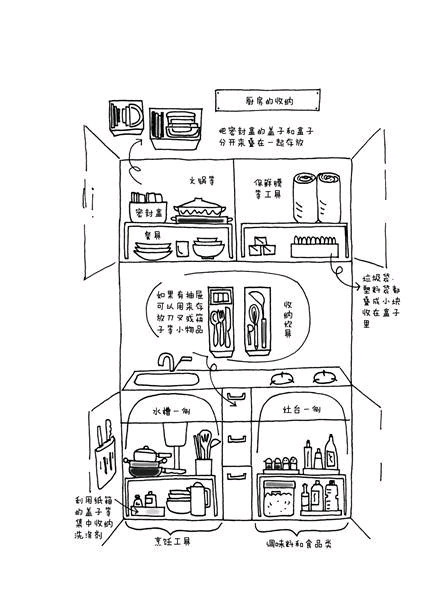 厨房的收纳
把密封盒的盖子和盒子
分开来叠在一起存放
火锅等
保鲜膜
等工具
密封盒
餐具
垃圾袋、
塑料袋都
叠成小块
收在盒子
里
如果有抽屉
可以用来存
放刀叉或筷
子等小物品
收纳
炊具
水槽一侧
灶台一侧
利用纸箱
的盖子等
集中收纳
洗涤剂
烹饪工具
调味料和食品类